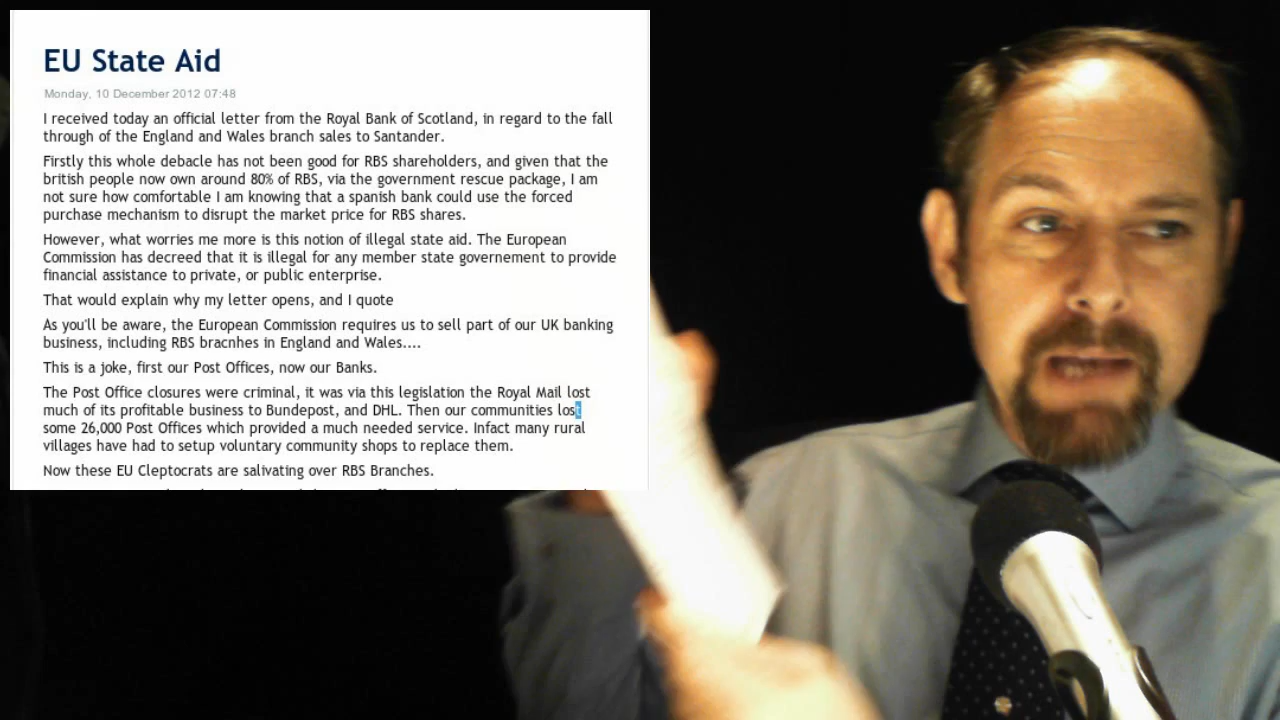 EU State Aid
Monday, 10 December 2012 07:48
I received today an official letter from the Royal Bank of Scotland, in regard to the fall
through of the England and Wales branch sales to Santander.
Firstly this whole debacle has not been good for RBS shareholders, and given that the
british people now own around 80% of RBS, via the government rescue package, I am
not sure how comfortable I am knowing that a spanish bank could use the forced
purchase mechanism to disrupt the market price for RBS shares.
However, what worries me more is this notion of illegal state aid. The European
Commission has decreed that it is illegal for any member state governement to provide
financial assistance to private, or public enterprise.
That would explain why my letter opens, and I quote
As you'll be aware, the European Commission requires us to sell part of our UK banking
business, including RBS bracnhes in England and Wales....
This is a joke, first our Post Offices, now our Banks.
The Post Office closures were criminal, it was via this legislation the Royal Mail lost
much of its profitable business to Bundepost, and DHL. Then our communities lost
some 26,000 Post Offices which provided a much needed service. Infact many rural
villages have had to setup voluntary community shops to replace them.
Now these EU Cleptocrats are salivating over RBS Branches.